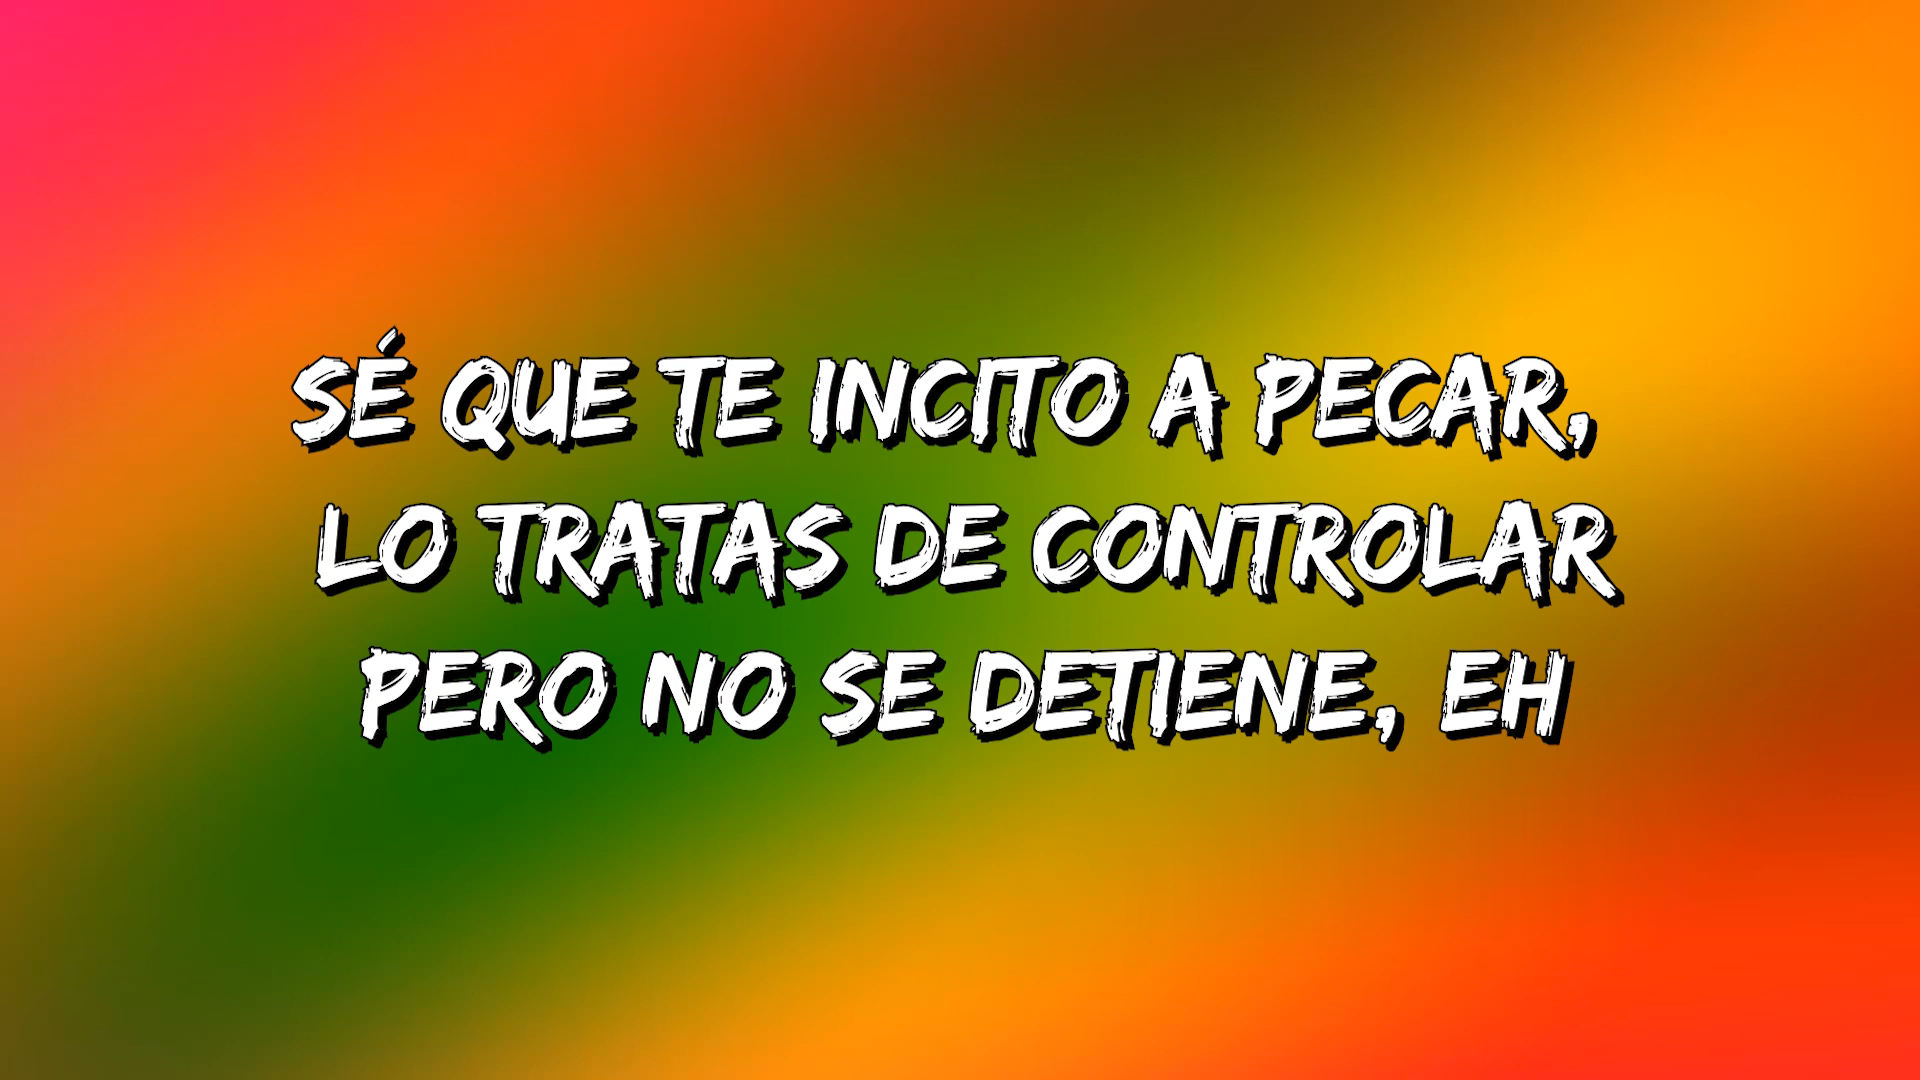 SÉ QUE TE INCITO A PECAR,
LO TRATAS DE CONTROLAR
PERO NO SE DETIENE, EH